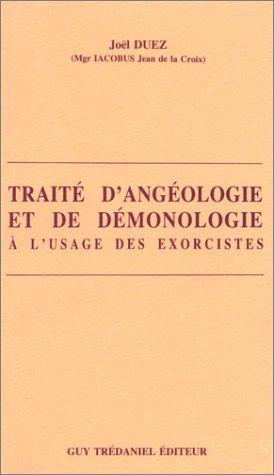 Joël DUEZ
(Mgr IACOBUS Jean de la Croix)
TRAITÉ D'ANGÉOLOGIE
ET DE DÉMONOLOGIE
À L'USAGE DES EXORCISTES
GUY TRÉDANIEL ÉDITEUR